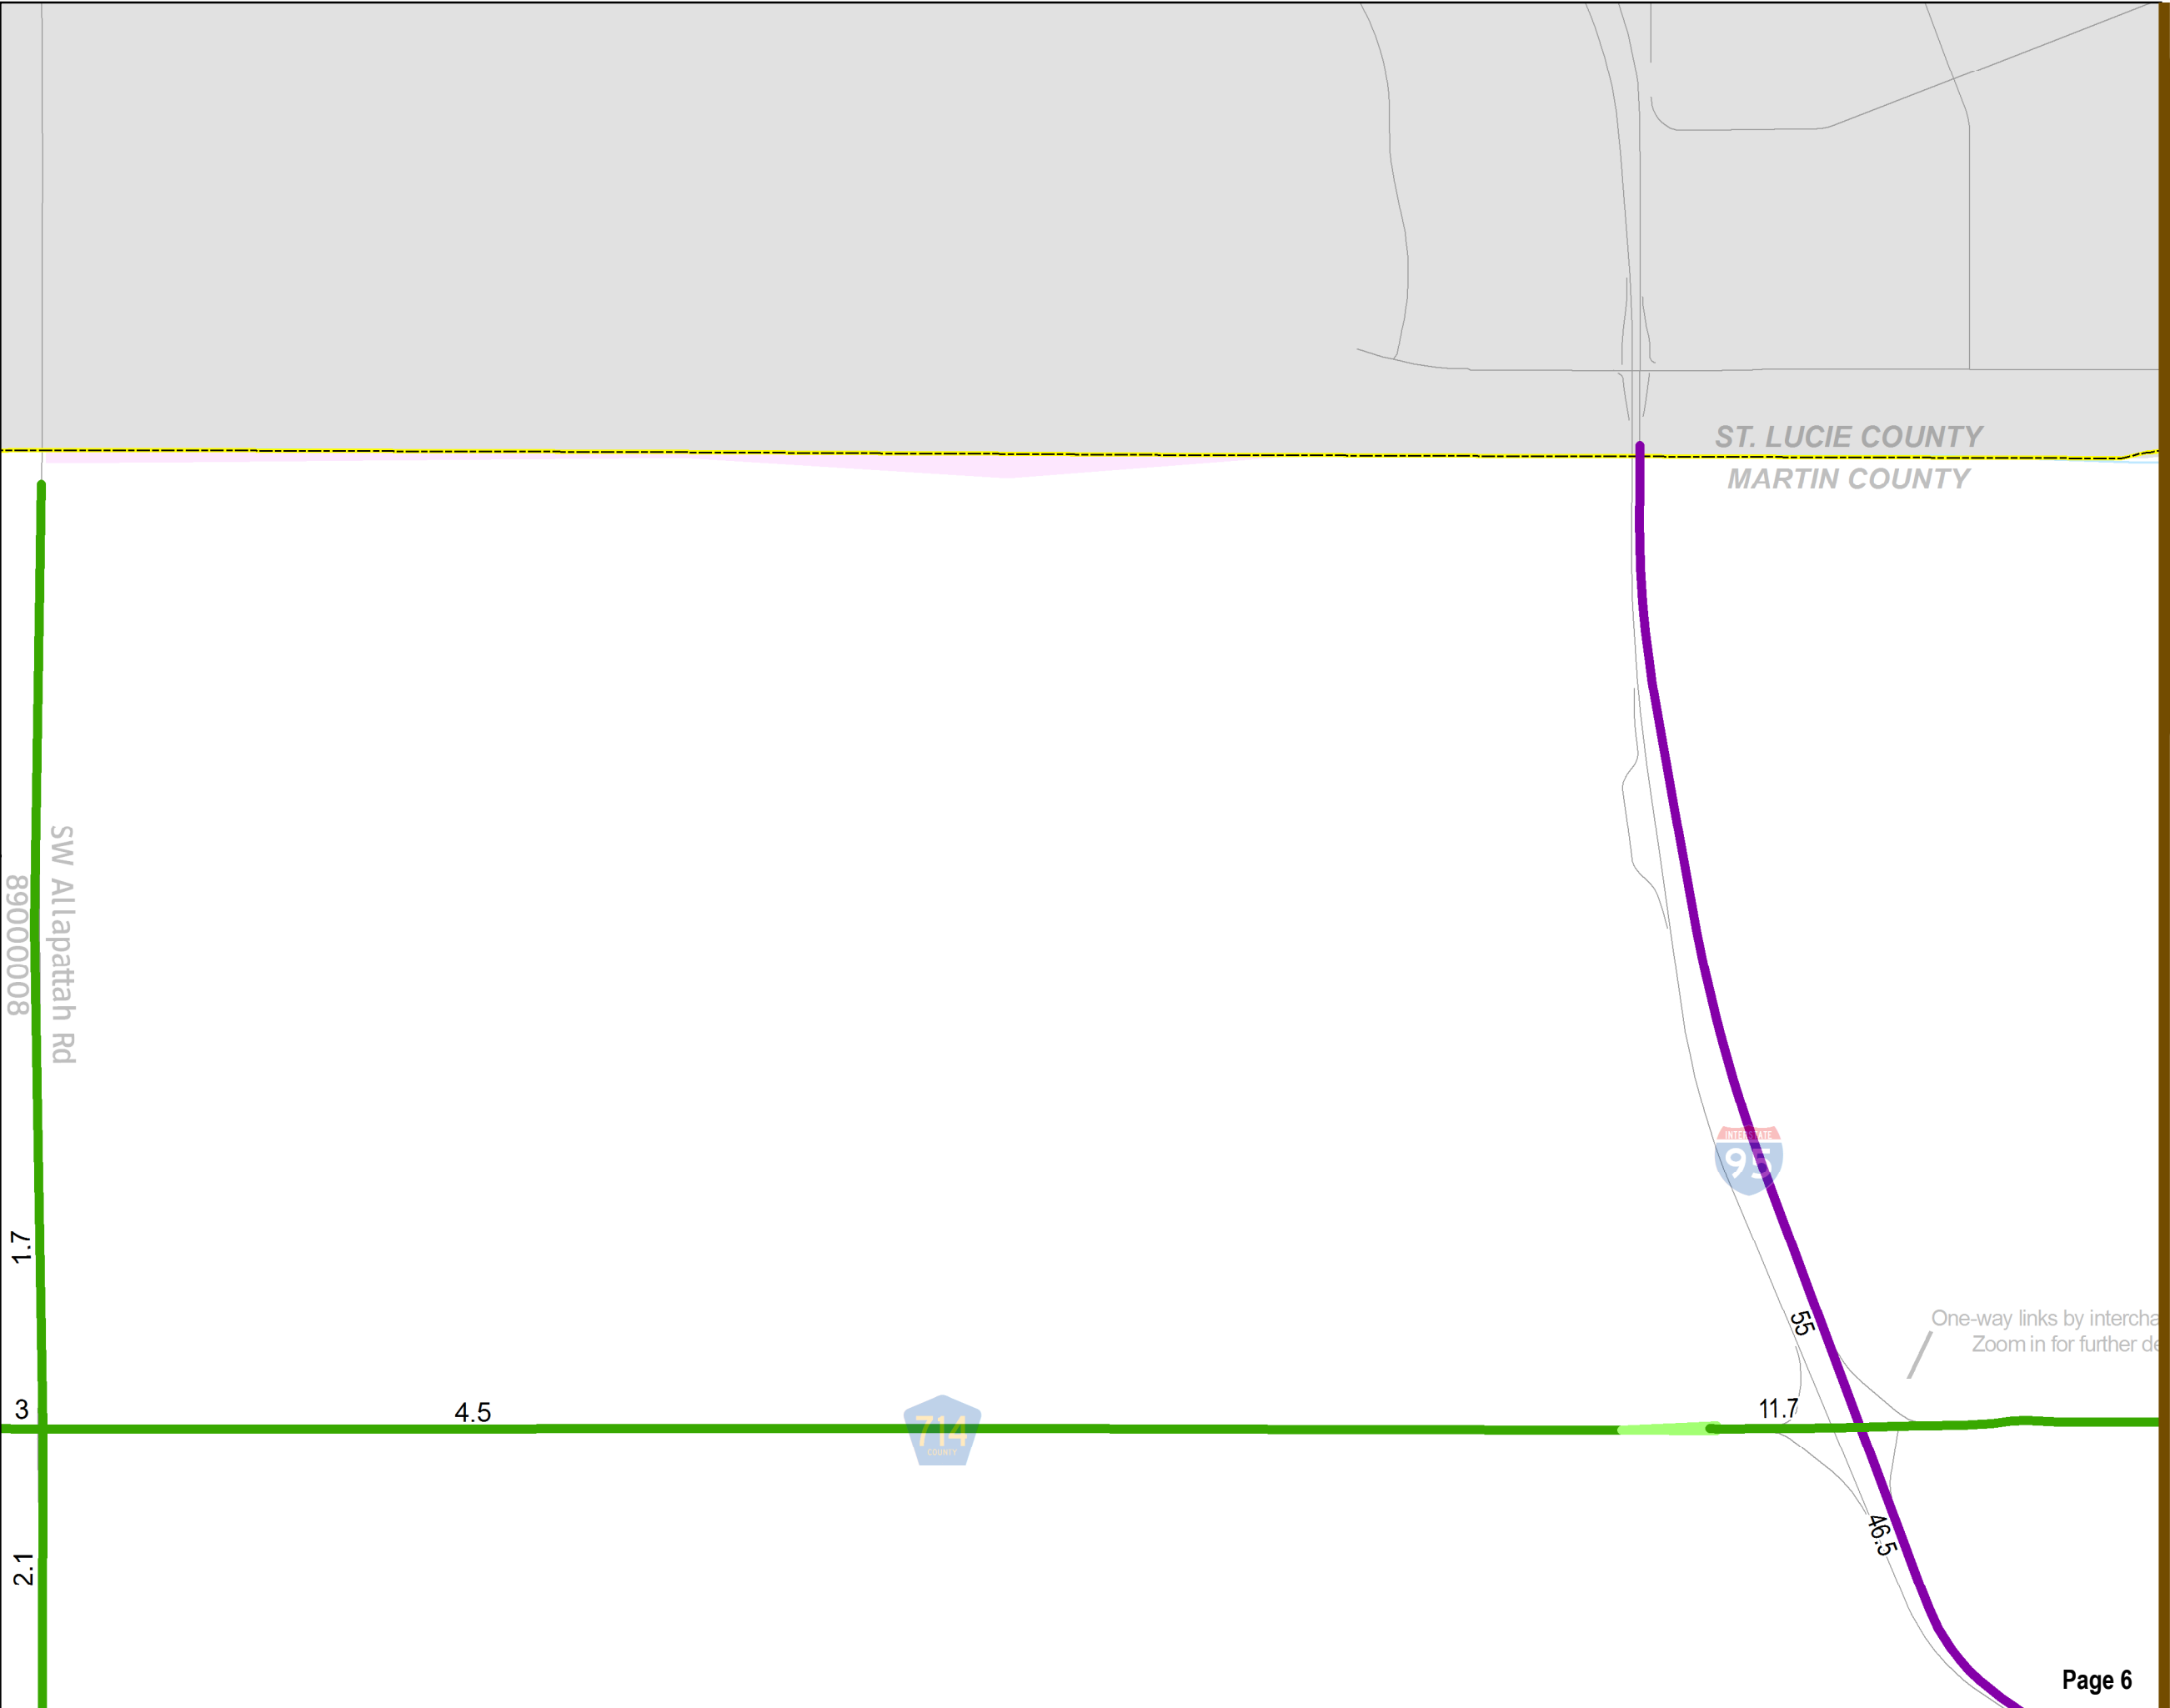 ST. LUCIE COUNTY
MARTIN COUNTY
SW Allapattah Rd
89000008
1.7
INTERSTATE
95
55
One-way links by intercha
Zoom in for further de
3
4.5
714
COUNTY
11.7
46.5
2.1
Page 6